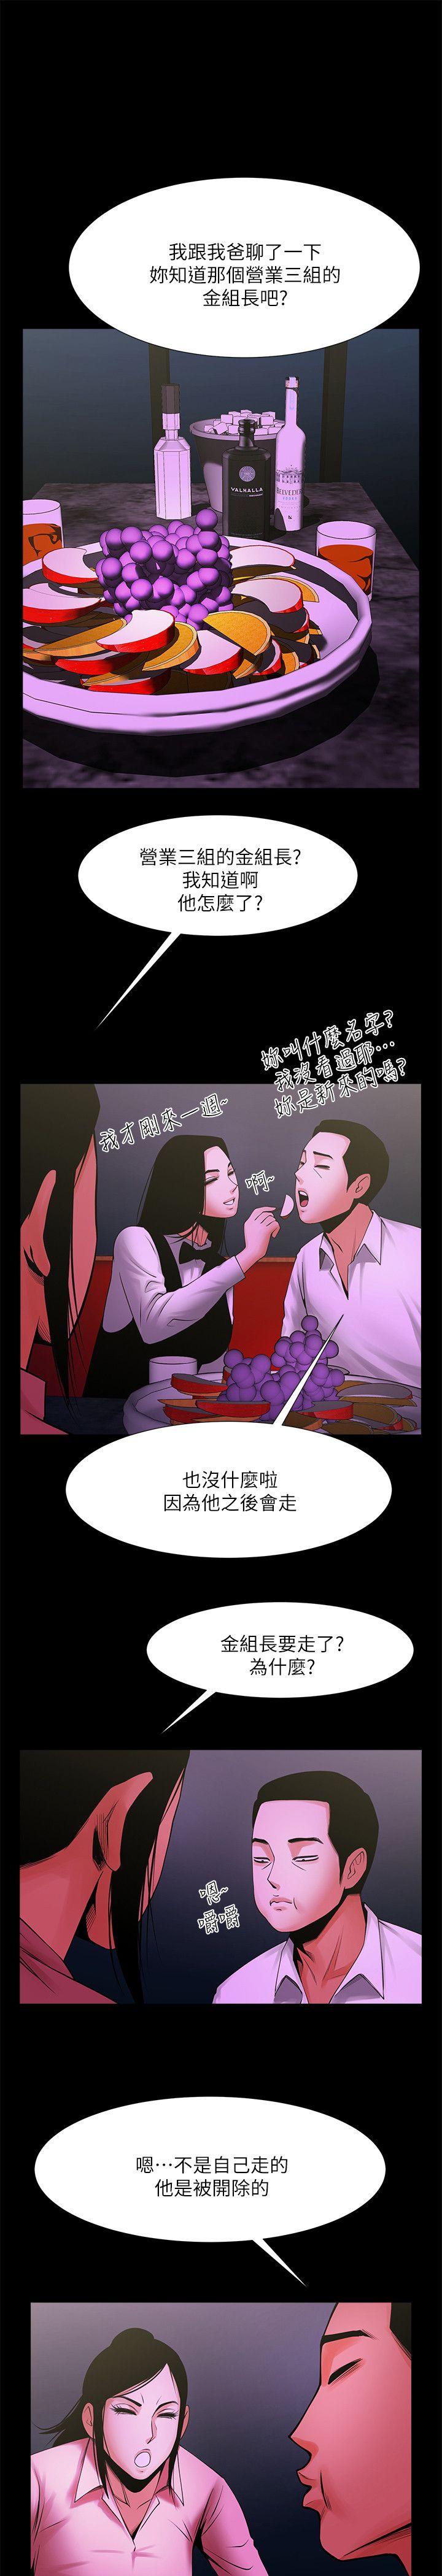 我跟我爸聊了一下
妳知道那個營業三組的
金組長吧?
VALHALLA
BELVEDERE
營業三組的金組長?
我知道啊
他怎麼了?
妳叫什麼名字?
我沒看過耶…
妳是新來的嗎?
我才剛來一週~
啊~
也沒什麼啦
因為他之後會走
金組長要走了?
為什麼?
嗯~
嚼嚼
嗯…不是自己走的
他是被開除的